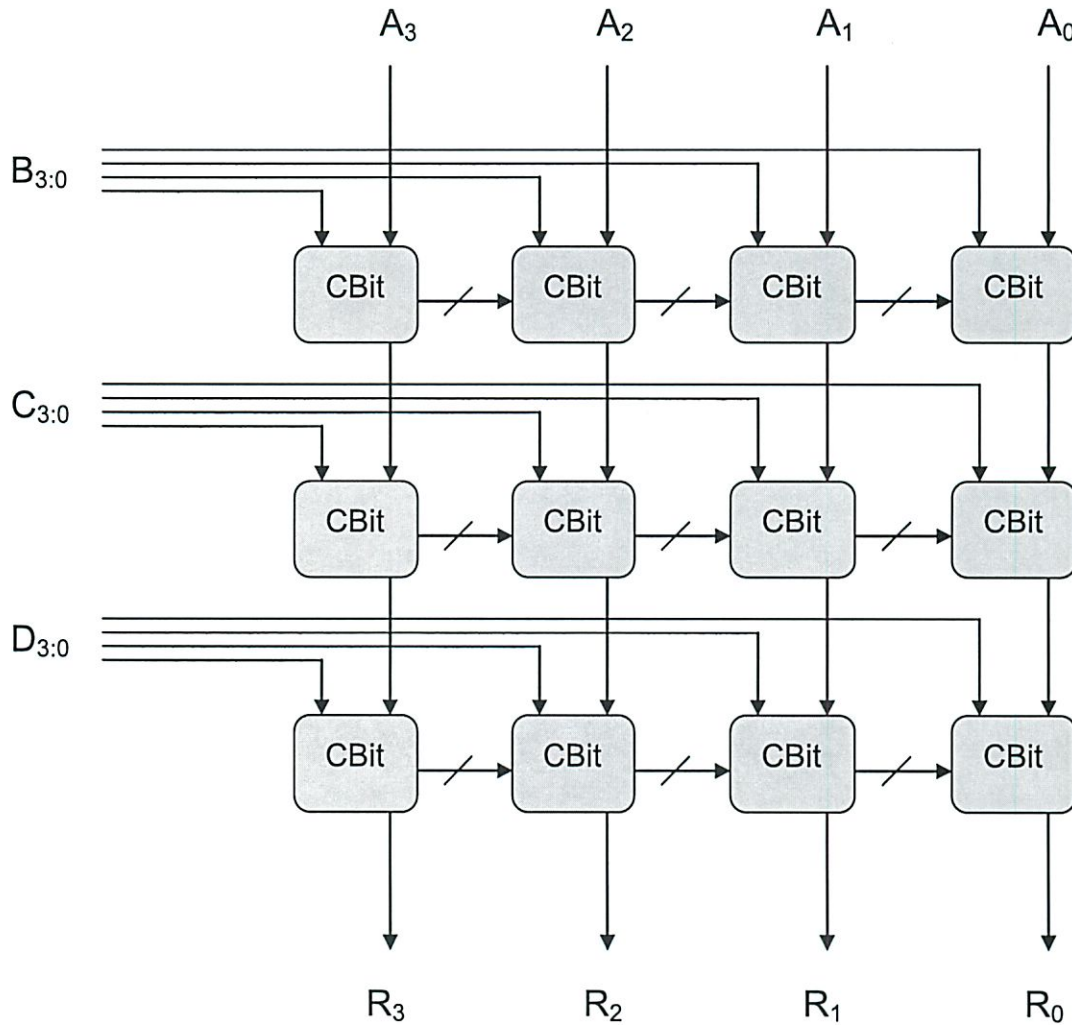 A₃ A₂ A₁ A₀
B₃:₀
CBit CBit CBit CBit
C₃:₀
CBit CBit CBit CBit
D₃:₀
CBit CBit CBit CBit
R₃ R₂ R₁ R₀